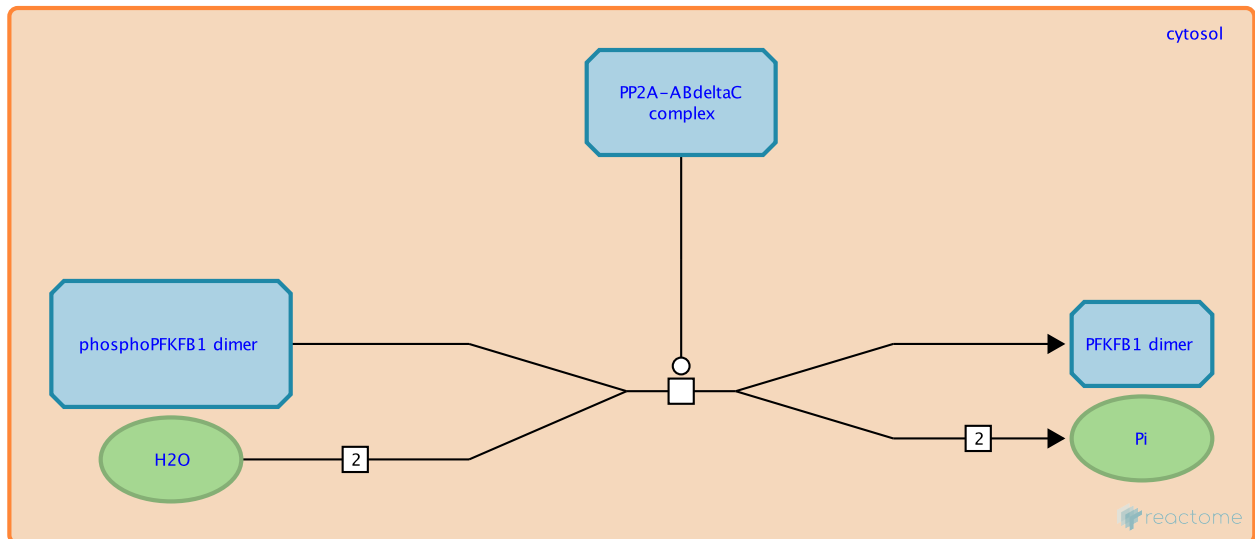 cytosol
PP2A-ABdeltaC
complex
phosphoPFKFB1 dimer
PFKFB1 dimer
H2O
2
2
Pi
reactome